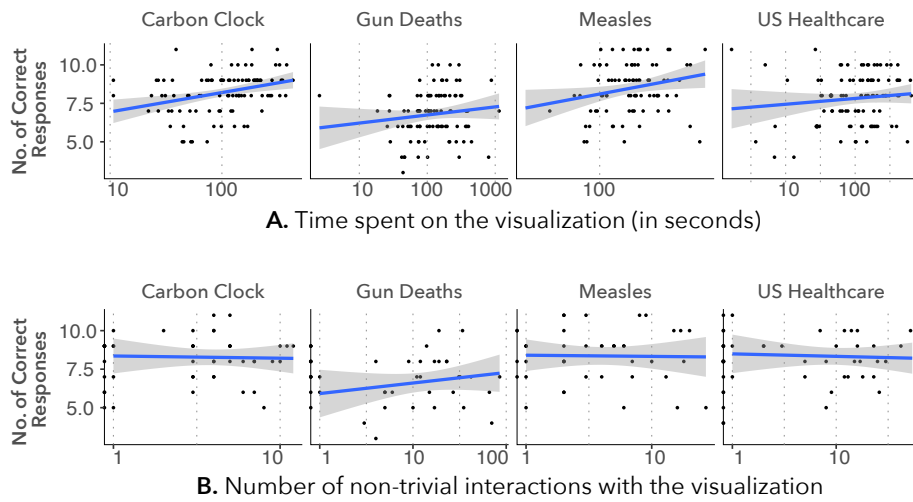 Carbon Clock Gun Deaths Measles US Healthcare
No. of Correct
Responses
10.0
7.5
5.0
10 100 10 100 1000 100 10 100
A. Time spent on the visualization (in seconds)
Carbon Clock Gun Deaths Measles US Healthcare
No. of Correct
Responses
10.0
7.5
5.0
1 10 1 10 100 1 10 1 10
B. Number of non-trivial interactions with the visualization